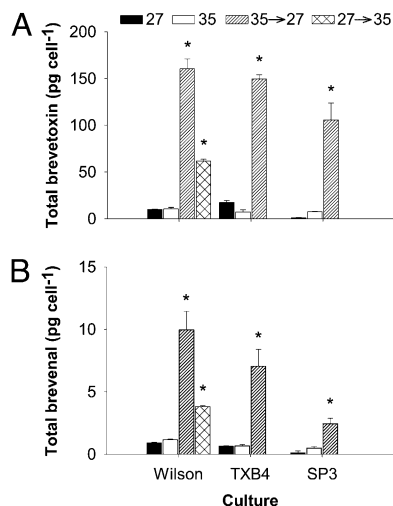 A
27 35 35→27 27→35
Total brevetoxin (pg cell-1)
200
150
100
50
0
* * * *
B
Total brevenal (pg cell-1)
15
10
5
0
* * * *
Wilson TXB4 SP3
Culture